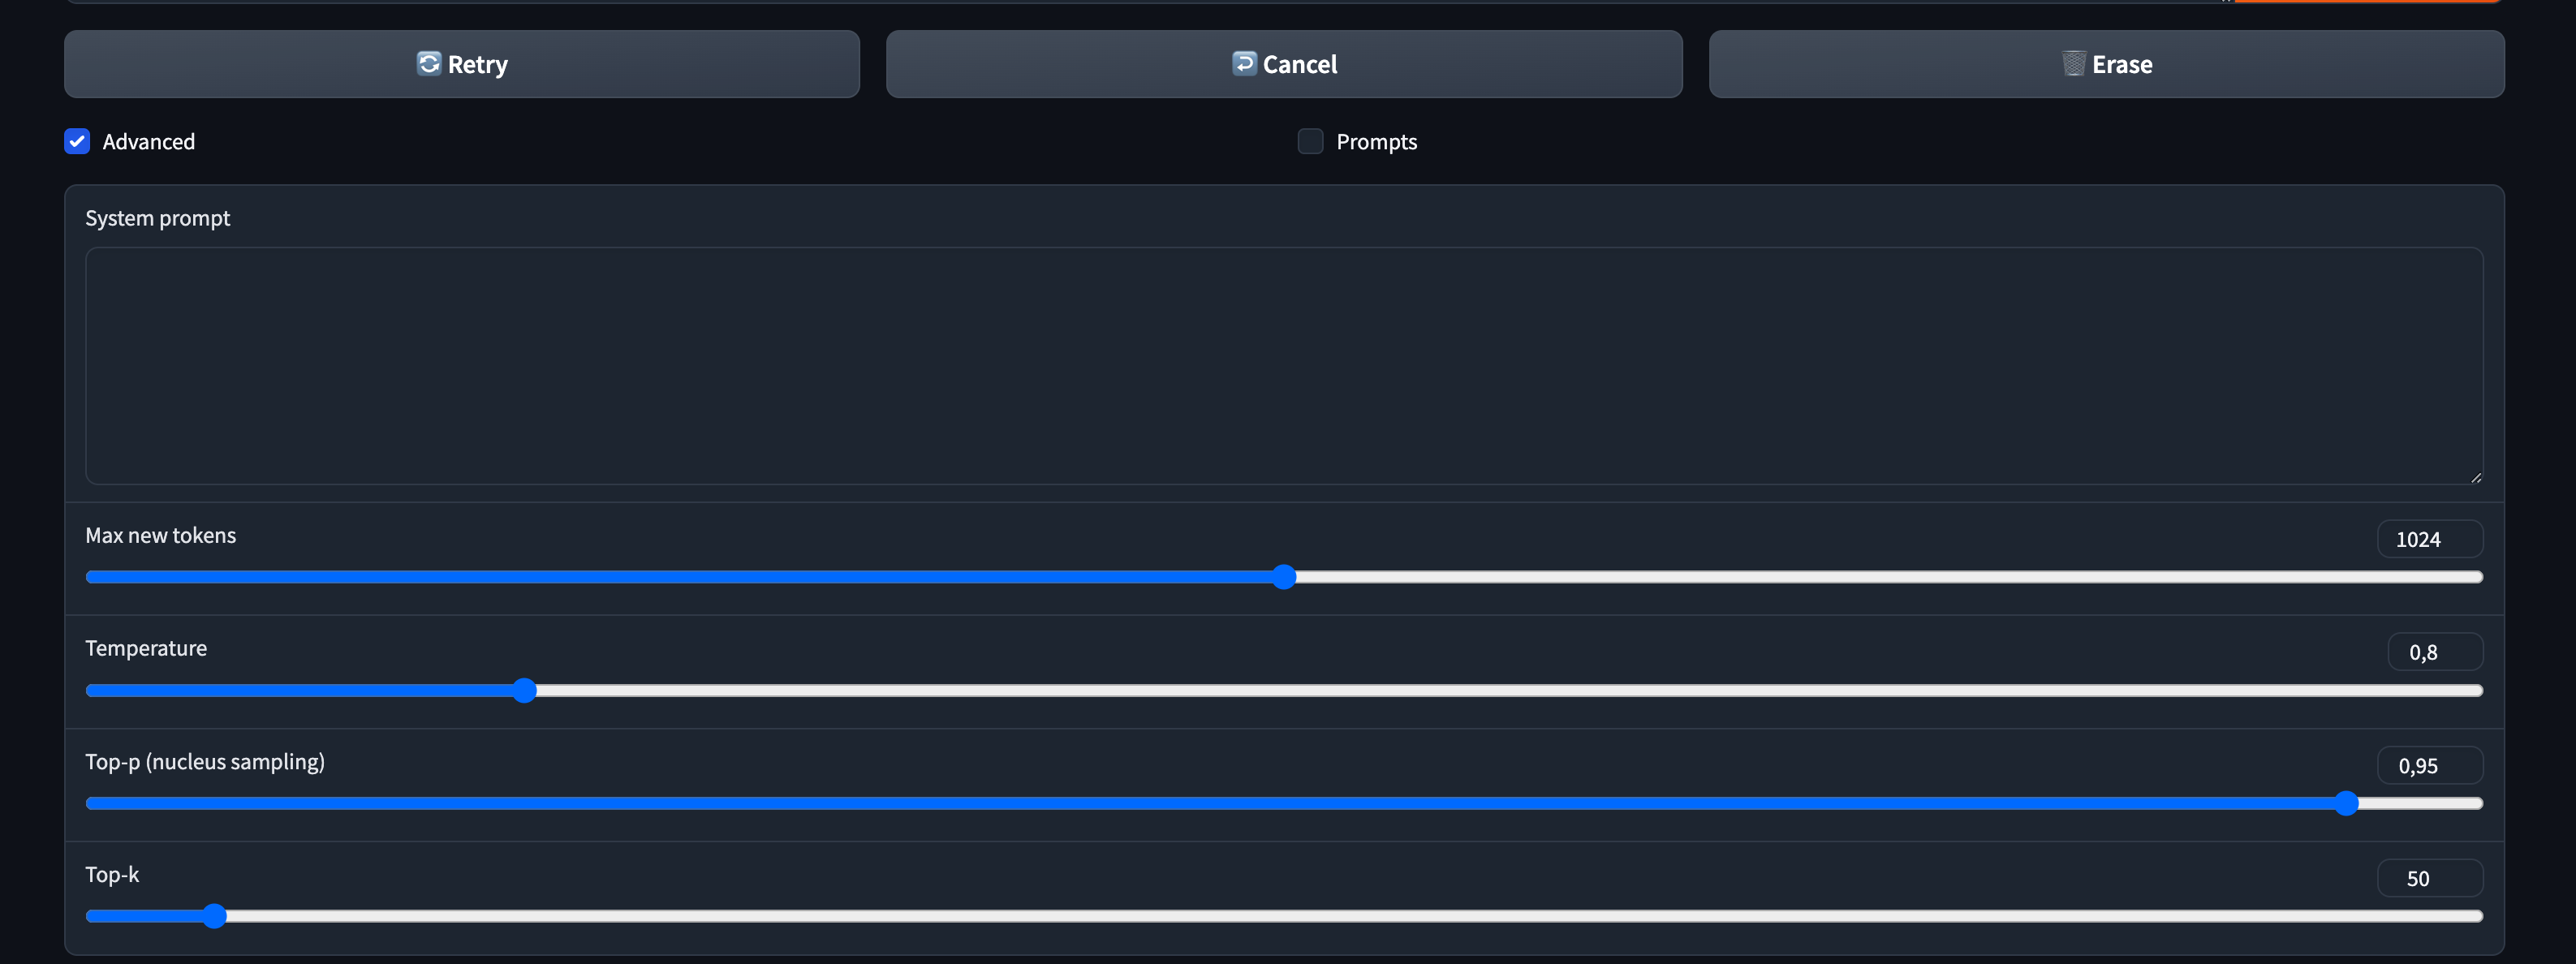 Retry
Cancel
Erase
Advanced
Prompts
System prompt
Max new tokens
1024
Temperature
0,8
Top-p (nucleus sampling)
0,95
Top-k
50